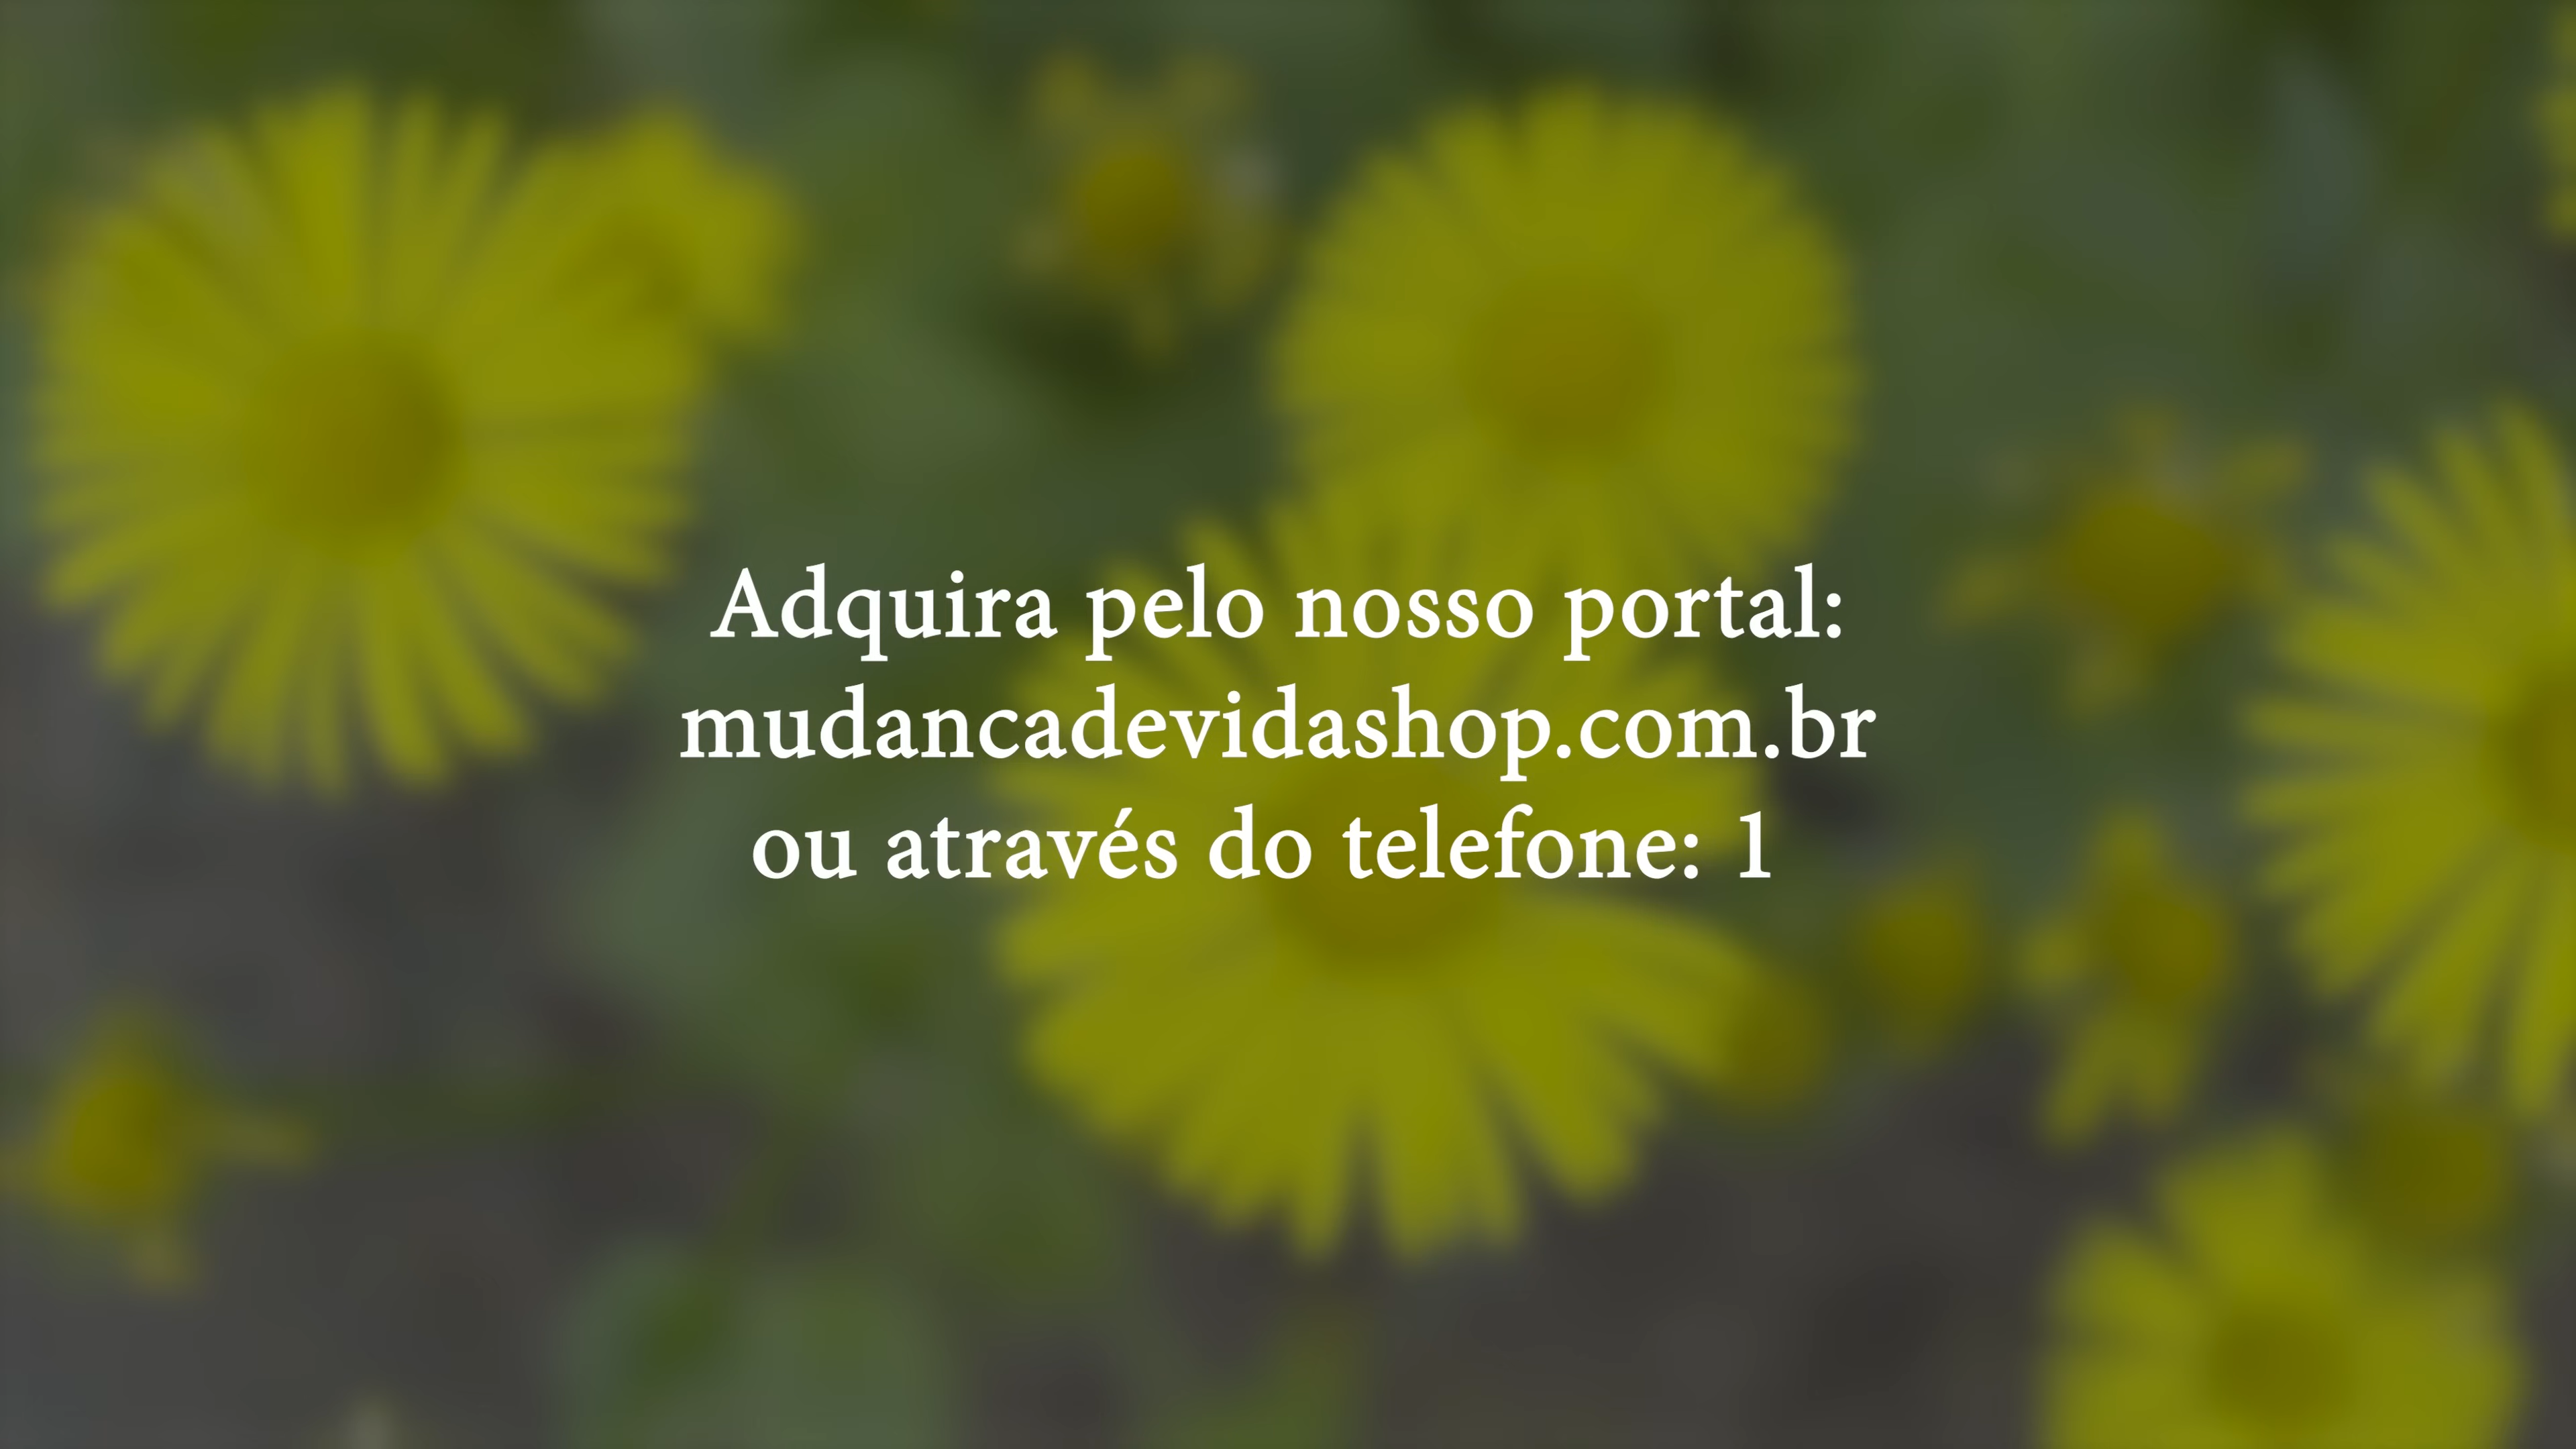 Adquira pelo nosso portal:
mudancadevidashop.com.br
ou através do telefone: 1